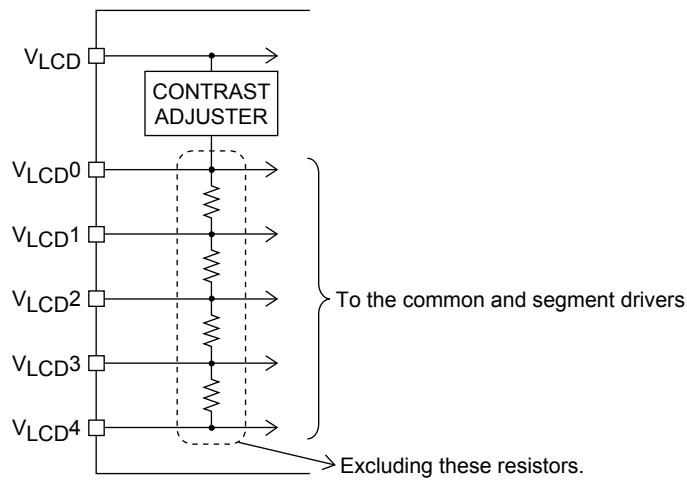 VLCD
CONTRAST
ADJUSTER
VLCD0
VLCD1
VLCD2
To the common and segment drivers
VLCD3
VLCD4
Excluding these resistors.